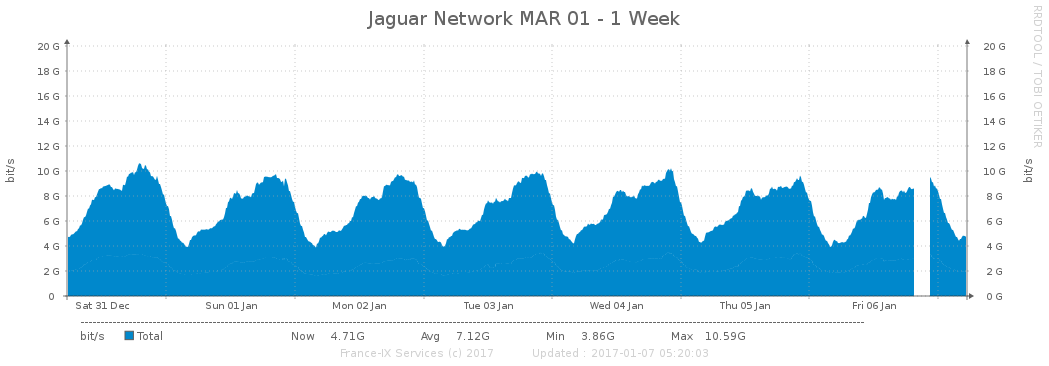 Jaguar Network MAR 01 - 1 Week
RRDTOOL / TOBI OETIKER
bit/s
20 G 20 G
18 G 18 G
16 G 16 G
14 G 14 G
12 G 12 G
10 G 10 G
8 G 8 G
6 G 6 G
4 G 4 G
2 G 2 G
0 0 G
bit/s
Sat 31 Dec Sun 01 Jan Mon 02 Jan Tue 03 Jan Wed 04 Jan Thu 05 Jan Fri 06 Jan
bit/s Total Now 4.71G Avg 7.12G Min 3.86G Max 10.59G
France-IX Services (c) 2017 Updated : 2017-01-07 05:20:03